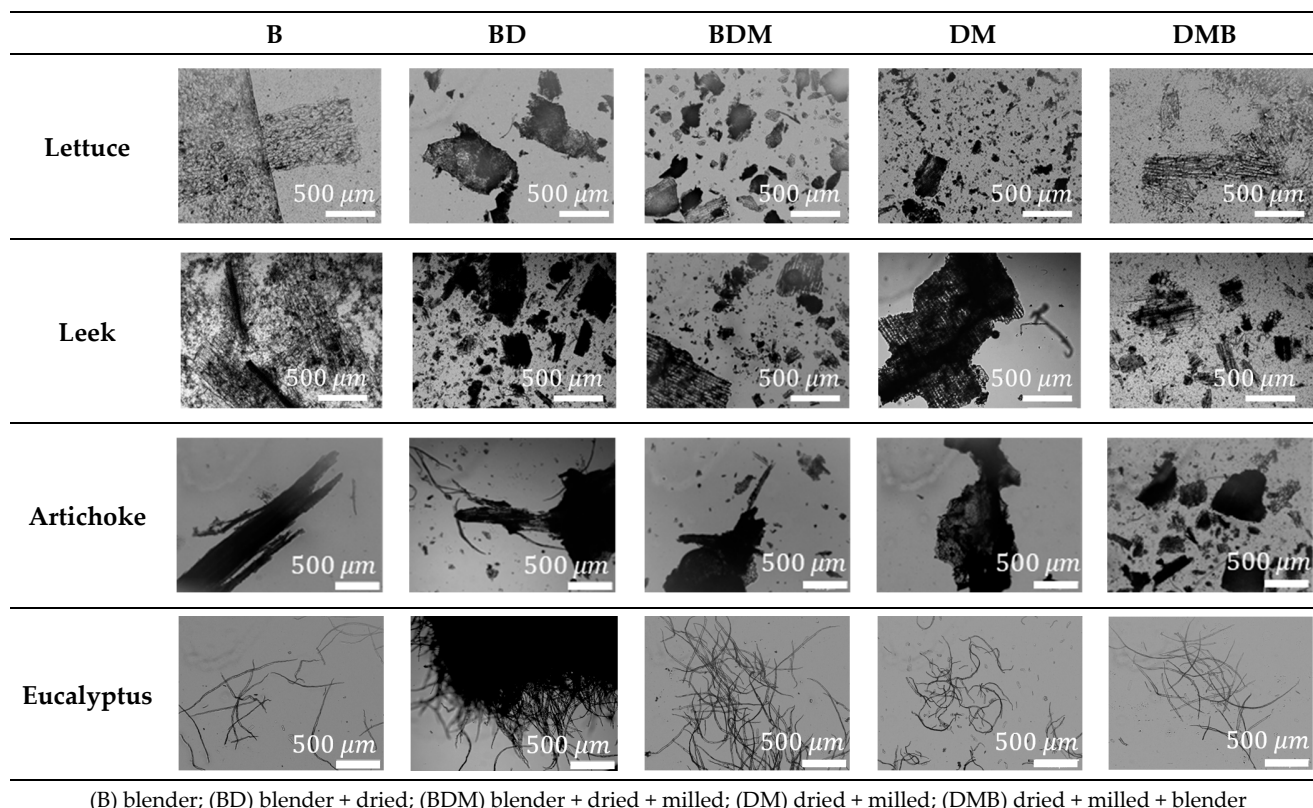 B BD BDM DM DMB
Lettuce
500 μm 500 μm 500 μm 500 μm 500 μm
Leek
500 μm 500 μm 500 μm 500 μm 500 μm
Artichoke
500 μm 500 μm 500 μm 500 μm 500 μm
Eucalyptus
500 μm 500 μm 500 μm 500 μm 500 μm
(B) blender; (BD) blender + dried; (BDM) blender + dried + milled; (DM) dried + milled; (DMB) dried + milled + blender